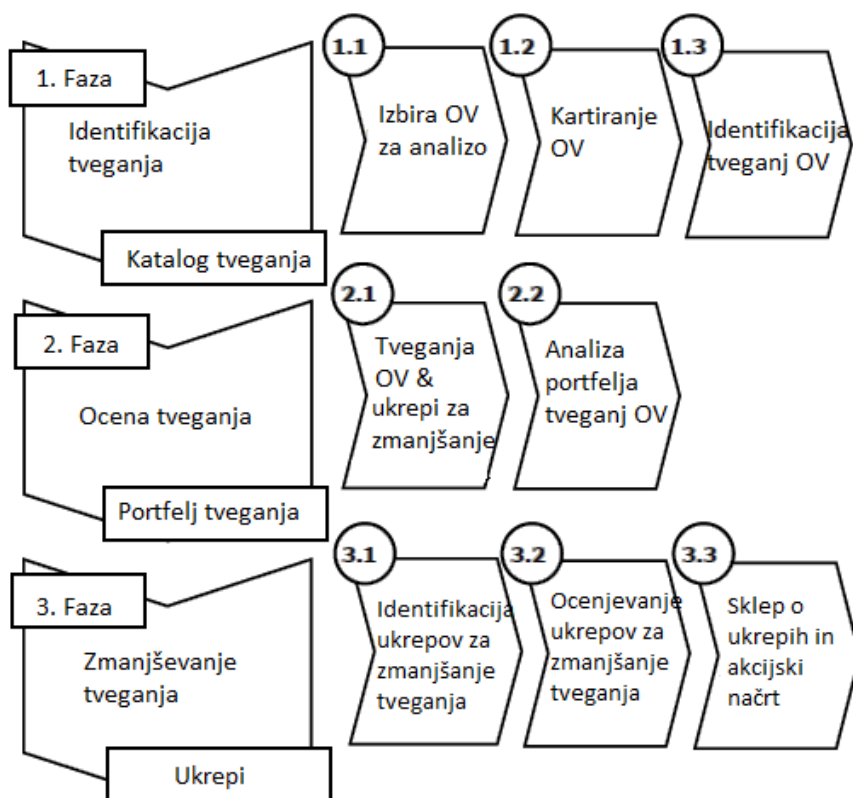 1. Faza
Identifikacija
tveganja
Katalog tveganja
1.1
Izbira OV
za analizo
1.2
Kartiranje
OV
1.3
Identifikacija
tveganj OV
2. Faza
Ocena tveganja
Portfelj tveganja
2.1
Tveganja
OV &
ukrepi za
zmanjšanje
2.2
Analiza
portfelja
tveganj OV
3. Faza
Zmanjševanje
tveganja
Ukrepi
3.1
Identifikacija
ukrepov za
zmanjšanje
tveganja
3.2
Ocenjevanje
ukrepov za
zmanjšanje
tveganja
3.3
Sklep o
ukrepih in
akcijski
načrt